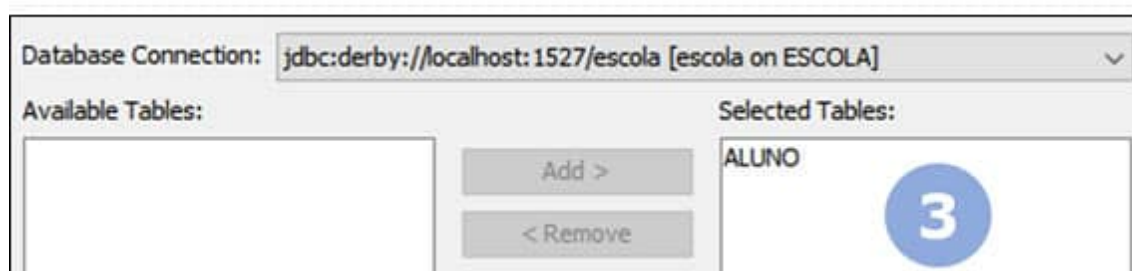 Database Connection: jdbc:derby://localhost:1527/escola [escola on ESCOLA]
Available Tables: Selected Tables:
Add > ALUNO
3
< Remove